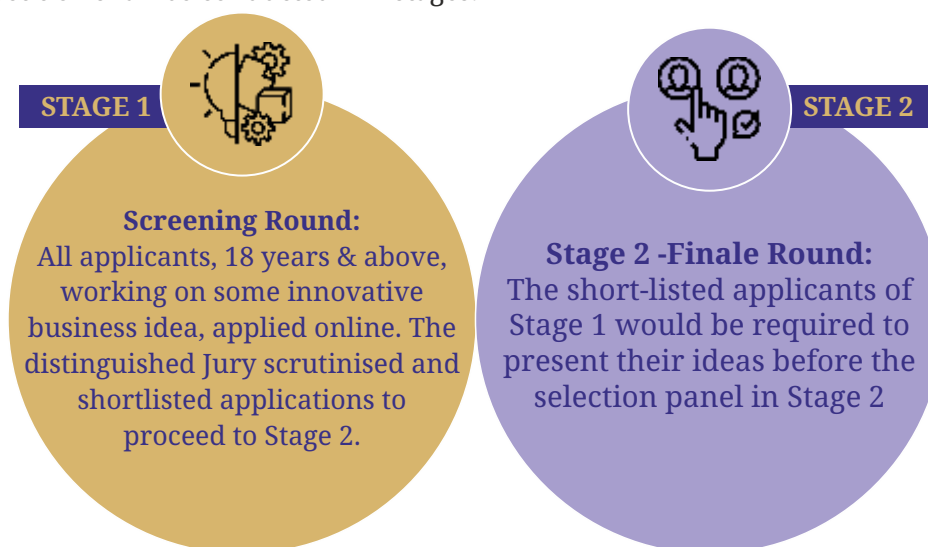 STAGE 1
Screening Round:
All applicants, 18 years & above,
working on some innovative
business idea, applied online. The
distinguished Jury scrutinised and
shortlisted applications to
proceed to Stage 2.
STAGE 2
Stage 2 -Finale Round:
The short-listed applicants of
Stage 1 would be required to
present their ideas before the
selection panel in Stage 2